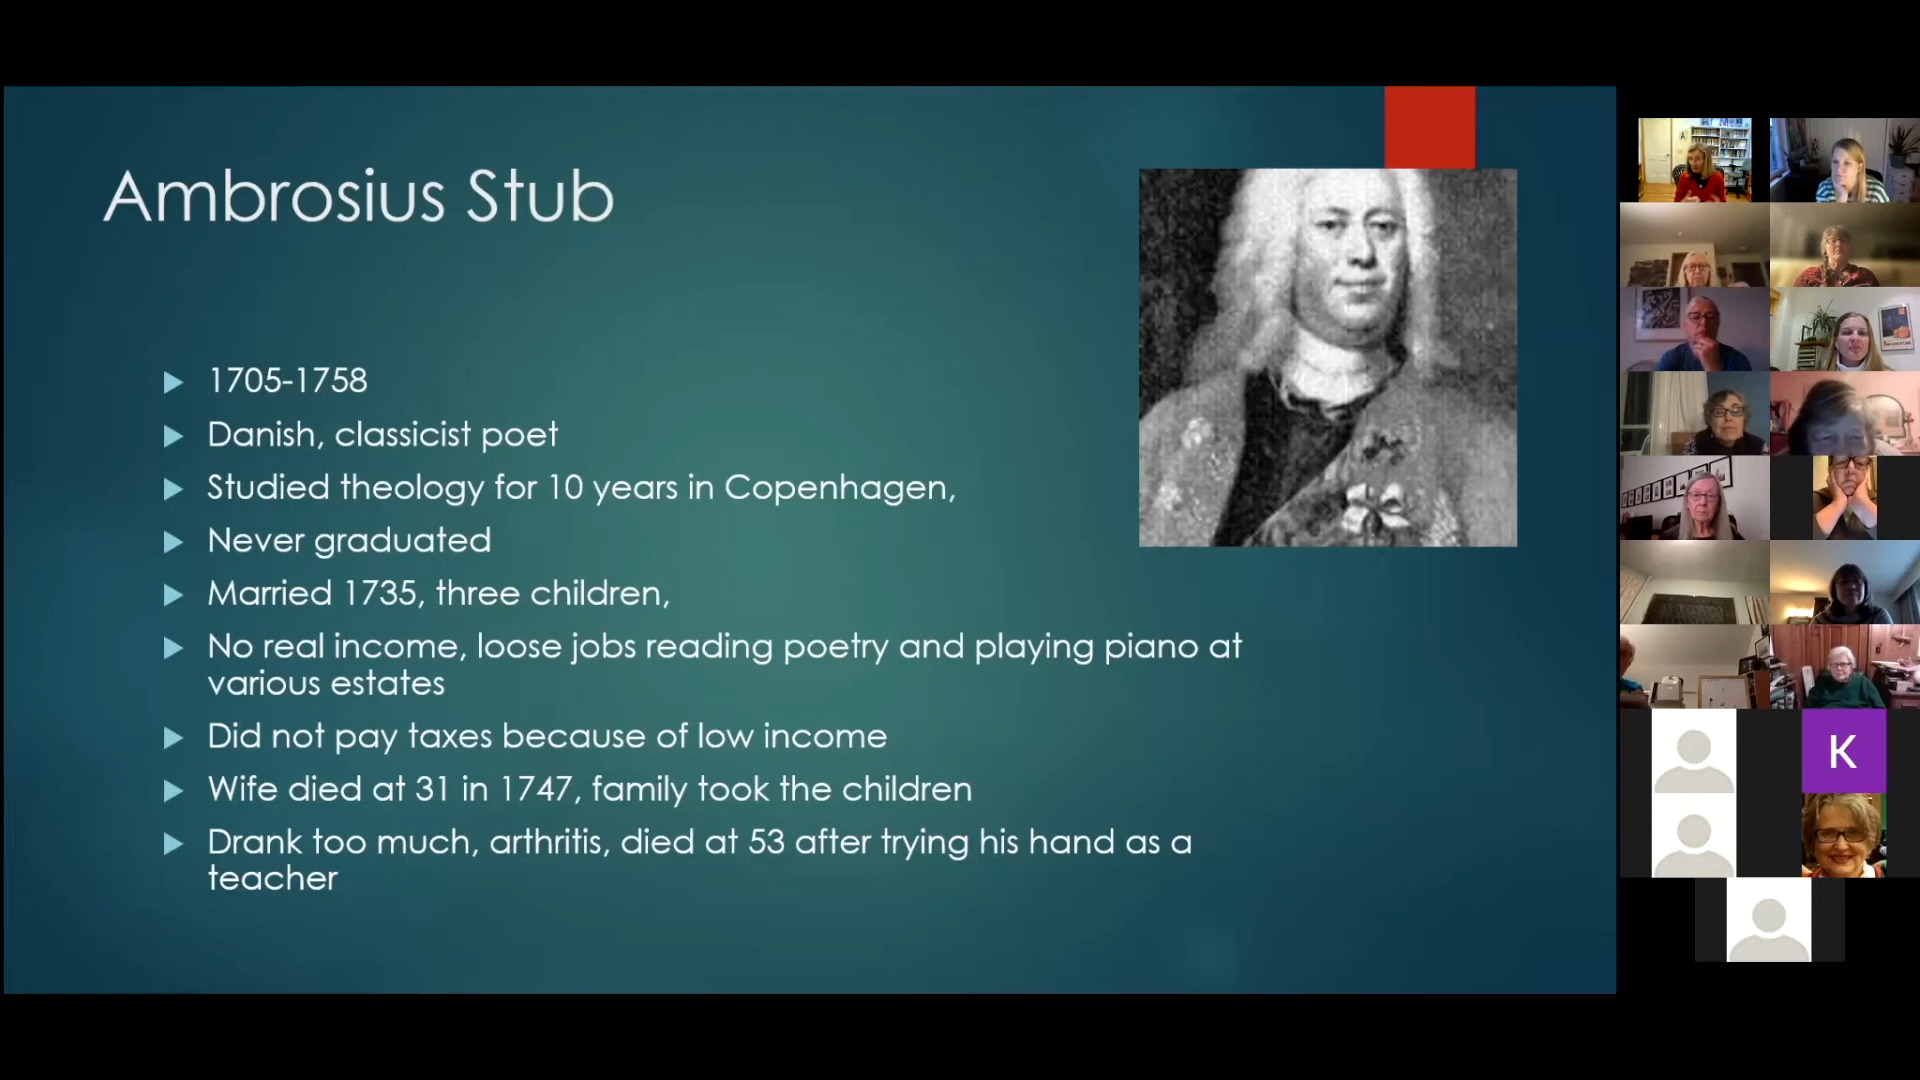 Ambrosius Stub
1705-1758
Danish, classicist poet
Studied theology for 10 years in Copenhagen,
Never graduated
Married 1735, three children,
No real income, loose jobs reading poetry and playing piano at
various estates
Did not pay taxes because of low income
Wife died at 31 in 1747, family took the children
Drank too much, arthritis, died at 53 after trying his hand as a
teacher
K